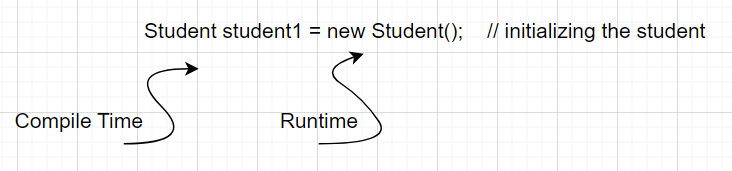 Student student1 = new Student(); // initializing the student
Compile Time
Runtime